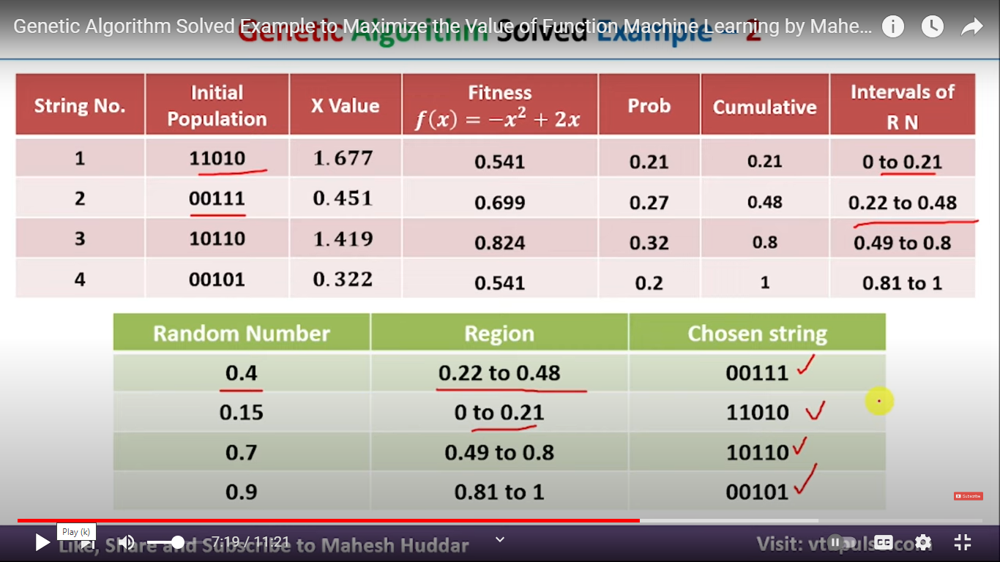 Genetic Algorithm Solved Example to Maximize the Value of Function Machine Learning by Mahe...
Genetic Algorithm Solved Example – 2
String No. Initial Population X Value Fitness f(x) = −x² + 2x Prob Cumulative Intervals of R N
1 11010 1.677 0.541 0.21 0.21 0 to 0.21
2 00111 0.451 0.699 0.27 0.48 0.22 to 0.48
3 10110 1.419 0.824 0.32 0.8 0.49 to 0.8
4 00101 0.322 0.541 0.2 1 0.81 to 1
Random Number Region Chosen string
0.4 0.22 to 0.48 00111
0.15 0 to 0.21 11010
0.7 0.49 to 0.8 10110
0.9 0.81 to 1 00101
Subscribe
Play (k)
7:19 / 11:21
CC
Like, Share and Subscribe to Mahesh Huddar
Visit: vtupulse.com